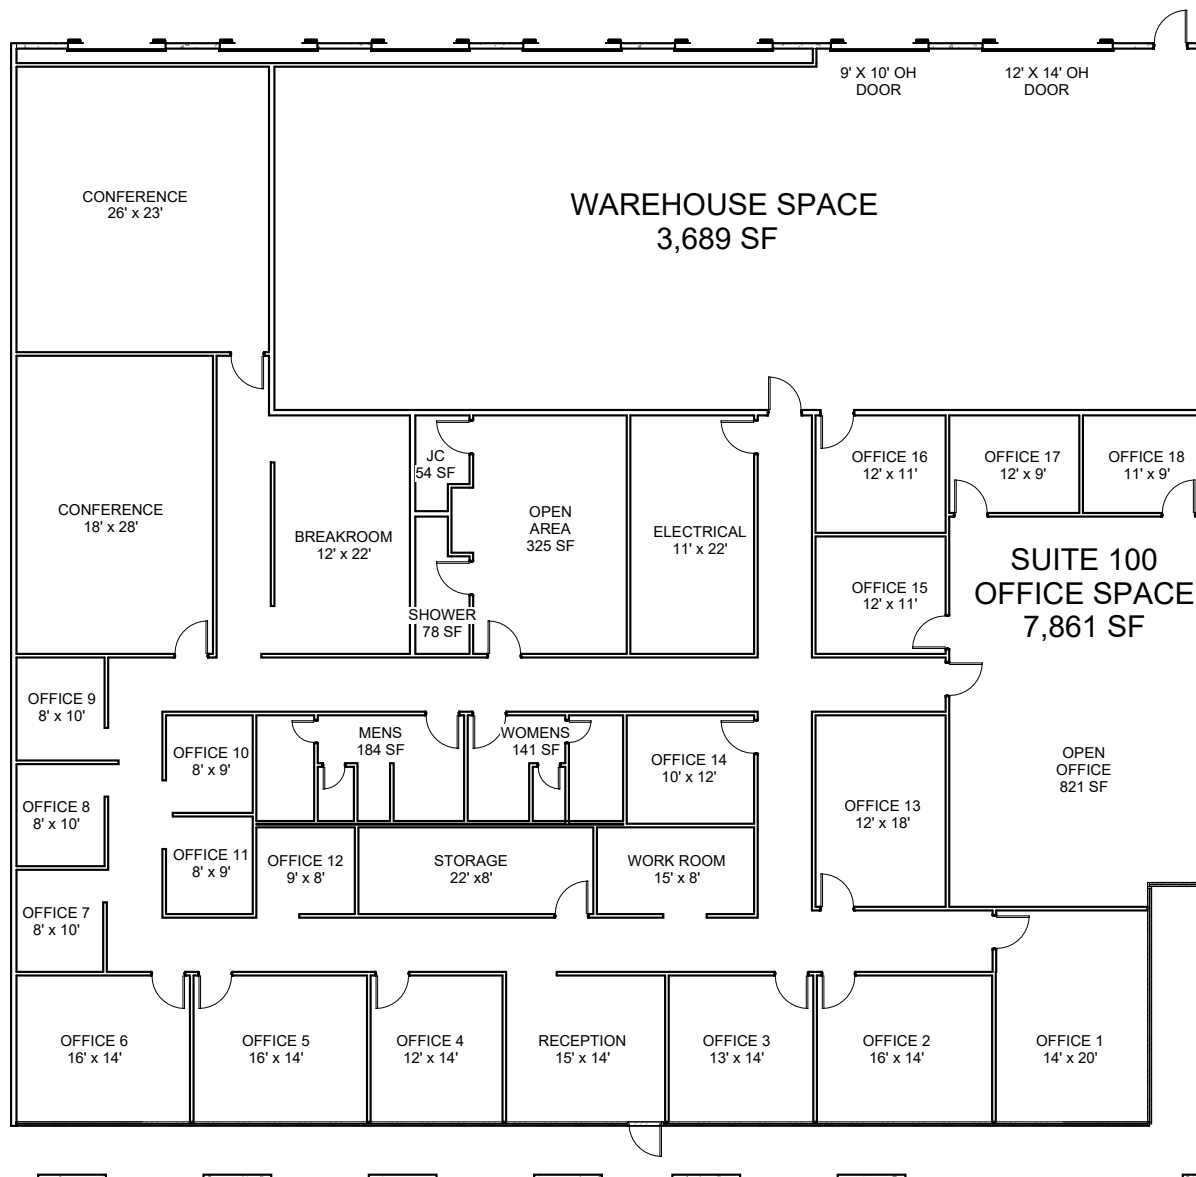 9' X 10' OH
DOOR
12' X 14' OH
DOOR
CONFERENCE
26' x 23'
WAREHOUSE SPACE
3,689 SF
CONFERENCE
18' x 28'
BREAKROOM
12' x 22'
JC
54 SF
SHOWER
78 SF
OPEN
AREA
325 SF
ELECTRICAL
11' x 22'
OFFICE 16
12' x 11'
OFFICE 17
12' x 9'
OFFICE 18
11' x 9'
OFFICE 15
12' x 11'
SUITE 100
OFFICE SPACE
7,861 SF
OFFICE 9
8' x 10'
OFFICE 10
8' x 9'
MENS
184 SF
WOMENS
141 SF
OFFICE 14
10' x 12'
OPEN
OFFICE
821 SF
OFFICE 8
8' x 10'
OFFICE 11
8' x 9'
OFFICE 12
9' x 8'
STORAGE
22' x8'
WORK ROOM
15' x 8'
OFFICE 13
12' x 18'
OFFICE 7
8' x 10'
OFFICE 6
16' x 14'
OFFICE 5
16' x 14'
OFFICE 4
12' x 14'
RECEPTION
15' x 14'
OFFICE 3
13' x 14'
OFFICE 2
16' x 14'
OFFICE 1
14' x 20'